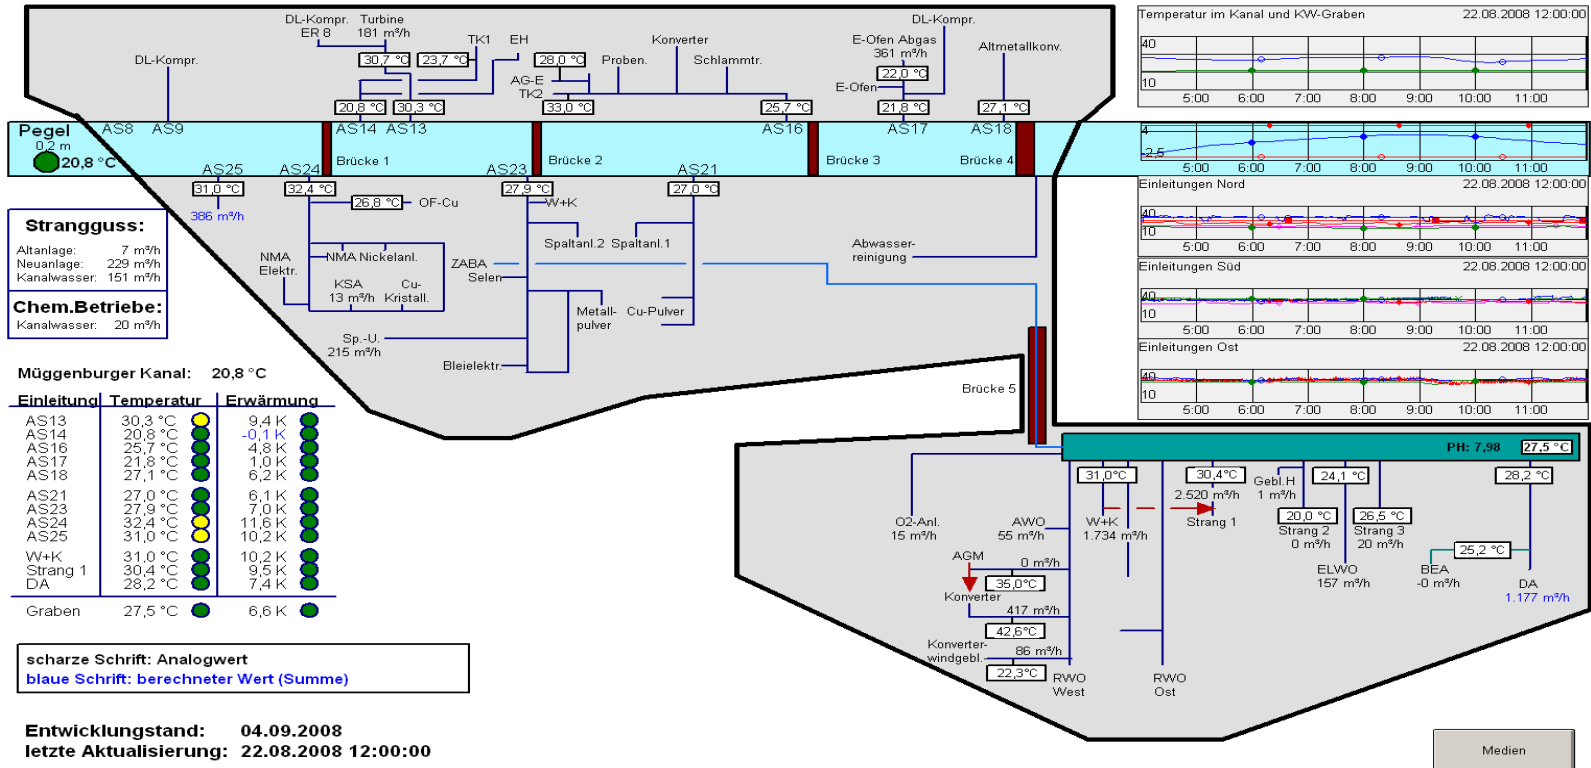 DL-Kompr. Turbine
ER 8 181 m³/h
DL-Kompr.
30,7 °C
TK1
23,7 °C
EH
AG-E
TK2
28,0 °C
33,0 °C
Proben.
Konverter
Schlammtr.
E-Ofen Abgas
361 m³/h
22,0 °C
E-Ofen
DL-Kompr.
Altmetallkonv.
20,8 °C
30,3 °C
25,7 °C
21,8 °C
27,1 °C
Pegel
0,2 m
20,8 °C
AS8 AS9 AS14 AS13 AS16 AS17 AS18
Brücke 1
Brücke 2
Brücke 3
Brücke 4
AS25 AS24 AS23 AS21
31,0 °C
32,4 °C
27,9 °C
27,0 °C
386 m³/h
26,8 °C OF-Cu
W+K
Spaltanl.2 Spaltanl.1
Abwasser-
reinigung
NMA
Elektr.
NMA Nickelanl.
KSA
13 m³/h
Cu-
Kristall.
ZABA
Selen
Metall-
pulver
Cu-Pulver
Sp.-U.
215 m³/h
Bleielektr.
Brücke 5
Strangguss:
Altanlage: 7 m³/h
Neuanlage: 229 m³/h
Kanalwasser: 151 m³/h
Chem.Betriebe:
Kanalwasser: 20 m³/h
Müggenburger Kanal: 20,8 °C
Einleitung Temperatur Erwärmung
AS13 30,3 °C 9,4 K
AS14 20,8 °C -0,1 K
AS16 25,7 °C 4,8 K
AS17 21,8 °C 1,0 K
AS18 27,1 °C 6,2 K
AS21 27,0 °C 6,1 K
AS23 27,9 °C 7,0 K
AS24 32,4 °C 11,6 K
AS25 31,0 °C 10,2 K
W+K 31,0 °C 10,2 K
Strang 1 30,4 °C 9,5 K
DA 28,2 °C 7,4 K
Graben 27,5 °C 6,6 K
scharze Schrift: Analogwert
blaue Schrift: berechneter Wert (Summe)
Entwicklungstand: 04.09.2008
letzte Aktualisierung: 22.08.2008 12:00:00
Temperatur im Kanal und KW-Graben 22.08.2008 12:00:00
40
10
5:00 6:00 7:00 8:00 9:00 10:00 11:00
4
-2,5
5:00 6:00 7:00 8:00 9:00 10:00 11:00
Einleitungen Nord 22.08.2008 12:00:00
40
10
5:00 6:00 7:00 8:00 9:00 10:00 11:00
Einleitungen Süd 22.08.2008 12:00:00
40
10
5:00 6:00 7:00 8:00 9:00 10:00 11:00
Einleitungen Ost 22.08.2008 12:00:00
40
10
5:00 6:00 7:00 8:00 9:00 10:00 11:00
PH: 7,98 27,5 °C
31,0°C
30,4°C
2.520 m³/h
Strang 1
Gebl.H
1 m³/h
24,1 °C
28,2 °C
O2-Anl.
15 m³/h
AWO
55 m³/h
W+K
1.734 m³/h
20,0 °C
Strang 2
0 m³/h
26,5 °C
Strang 3
20 m³/h
25,2 °C
AGM
0 m³/h
35,0°C
Konverter
417 m³/h
42,6°C
Konverter-
windgebl.
86 m³/h
22,3°C
RWO
West
RWO
Ost
ELWO
157 m³/h
BEA
-0 m³/h
DA
1.177 m³/h
Medien